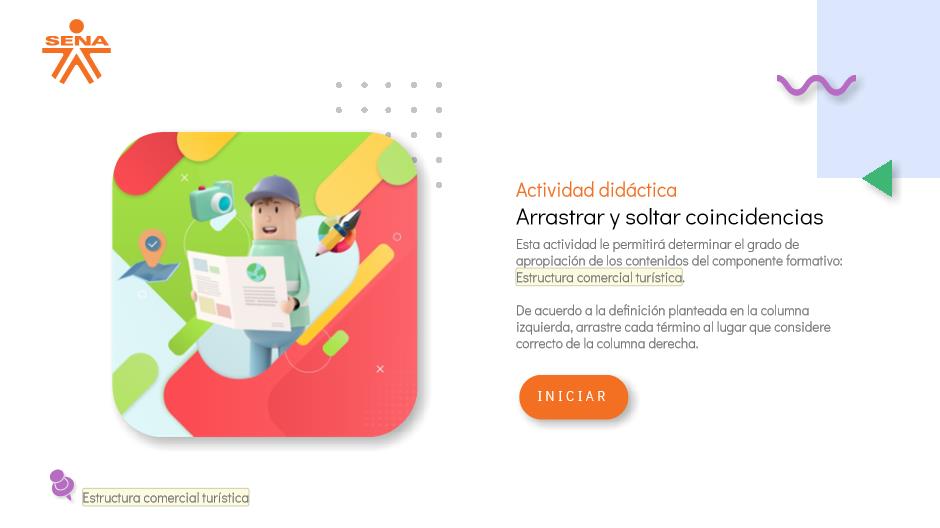 SENA
Actividad didáctica
Arrastrar y soltar coincidencias
Esta actividad le permitirá determinar el grado de
apropiación de los contenidos del componente formativo:
Estructura comercial turística.
De acuerdo a la definición planteada en la columna
izquierda, arrastre cada término al lugar que considere
correcto de la columna derecha.
INICIAR
Estructura comercial turística